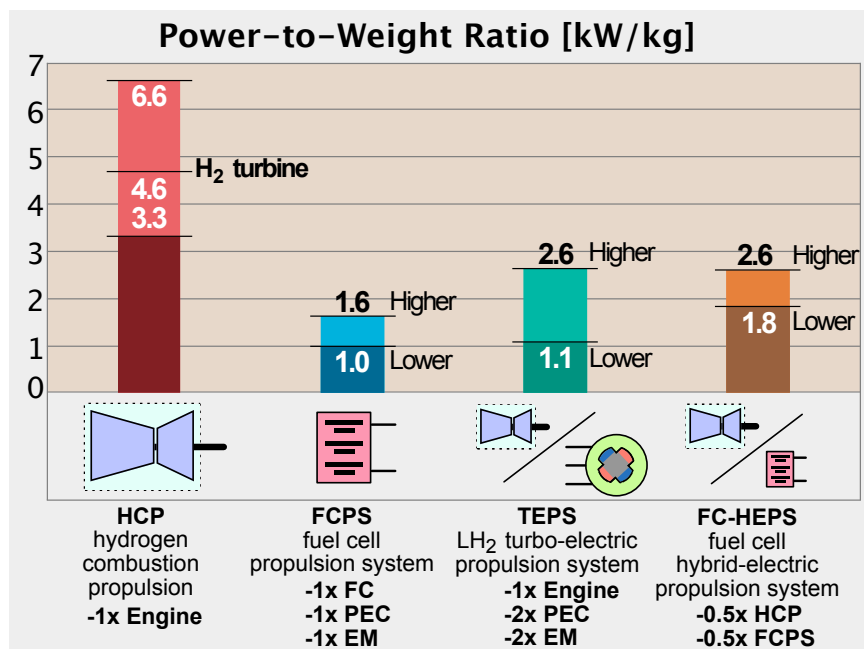 Power-to-Weight Ratio [kW/kg]
7
6
5
4
3
2
1
0
6.6
H2 turbine
4.6
3.3
1.6 Higher
1.0 Lower
2.6 Higher
1.1 Lower
2.6 Higher
1.8 Lower
HCP
hydrogen
combustion
propulsion
-1x Engine
FCPS
fuel cell
propulsion system
-1x FC
-1x PEC
-1x EM
TEPS
LH2 turbo-electric
propulsion system
-1x Engine
-2x PEC
-2x EM
FC-HEPS
fuel cell
hybrid-electric
propulsion system
-0.5x HCP
-0.5x FCPS